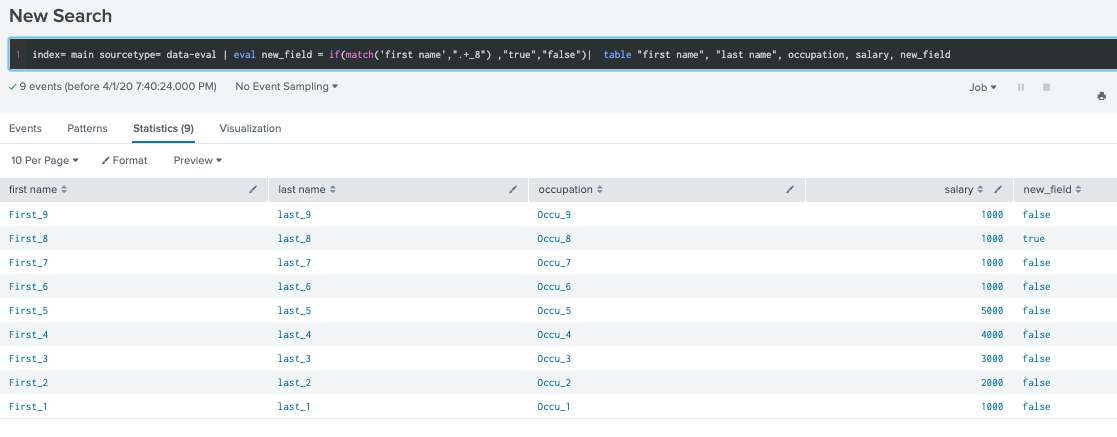 New Search
1 index= main sourcetype= data-eval | eval new_field = if(match('first name',".+_8") ,"true","false")| table "first name", "last name", occupation, salary, new_field
9 events (before 4/1/20 7:40:24.000 PM) No Event Sampling Job
Events Patterns Statistics (9) Visualization
10 Per Page Format Preview
first name last name occupation salary new_field
First_9 last_9 Occu_9 1000 false
First_8 last_8 Occu_8 1000 true
First_7 last_7 Occu_7 1000 false
First_6 last_6 Occu_6 1000 false
First_5 last_5 Occu_5 5000 false
First_4 last_4 Occu_4 4000 false
First_3 last_3 Occu_3 3000 false
First_2 last_2 Occu_2 2000 false
First_1 last_1 Occu_1 1000 false